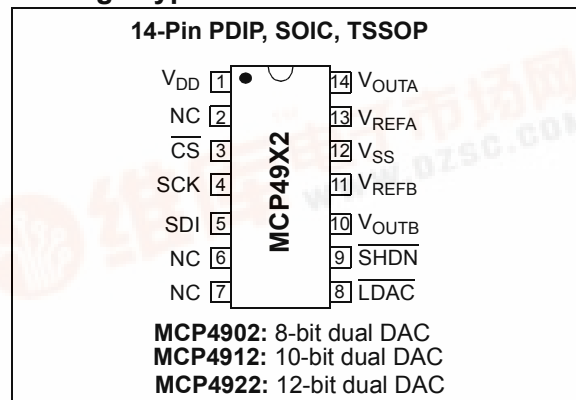 14-Pin PDIP, SOIC, TSSOP
VDD 1
NC 2
CS 3
SCK 4
SDI 5
NC 6
NC 7
MCP49X2
14 VOUTA
13 VREFA
12 VSS
11 VREFB
10 VOUTB
9 SHDN
8 LDAC
MCP4902: 8-bit dual DAC
MCP4912: 10-bit dual DAC
MCP4922: 12-bit dual DAC